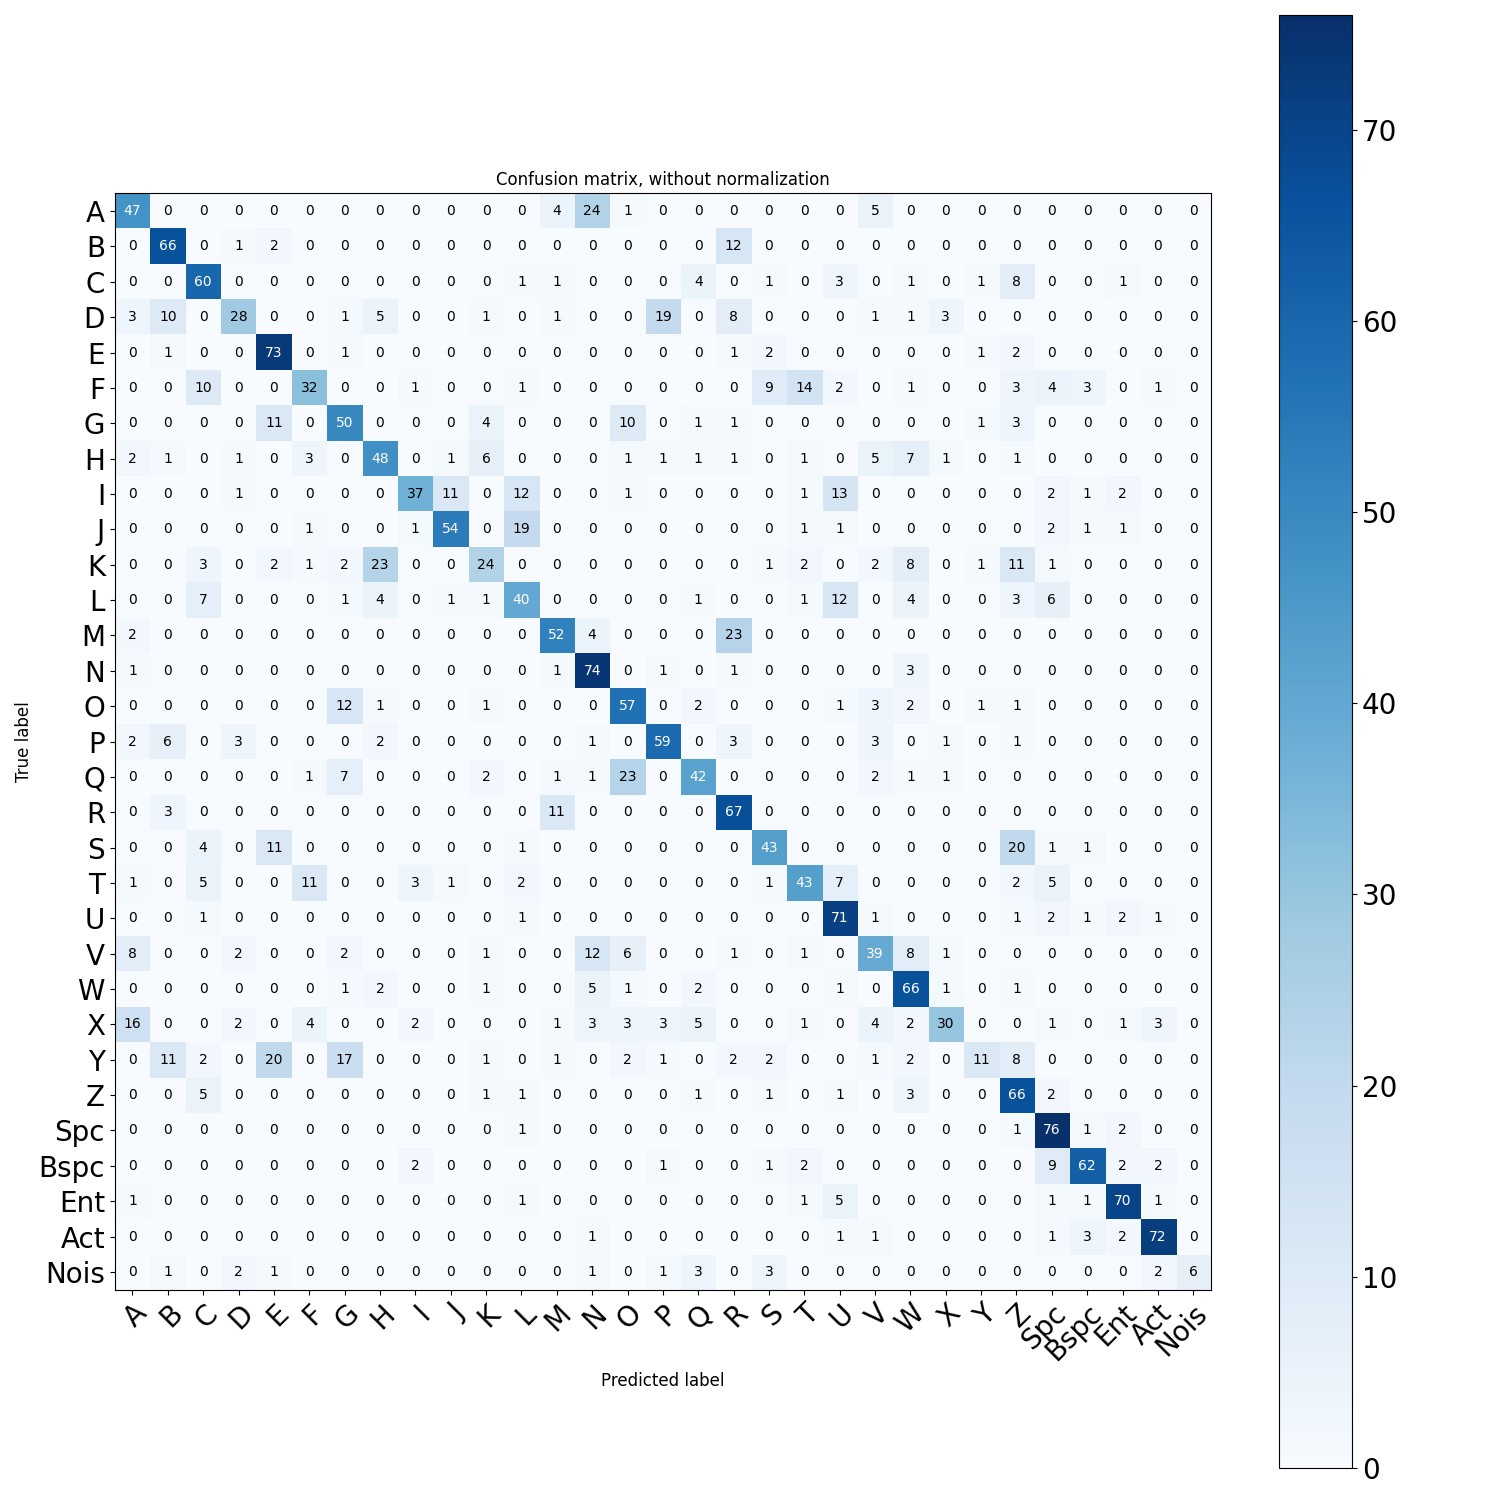 Confusion matrix, without normalization
A 47 0 0 0 0 0 0 0 0 0 0 0 4 24 1 0 0 0 0 0 0 5 0 0 0 0 0 0 0 0 0
B 0 66 0 1 2 0 0 0 0 0 0 0 0 0 0 0 0 12 0 0 0 0 0 0 0 0 0 0 0 0 0
C 0 0 60 0 0 0 0 0 0 0 0 1 1 0 0 0 4 0 1 0 3 0 1 0 1 8 0 0 1 0 0
D 3 10 0 28 0 0 1 5 0 0 1 0 1 0 0 19 0 8 0 0 0 1 1 3 0 0 0 0 0 0 0
E 0 1 0 0 73 0 1 0 0 0 0 0 0 0 0 0 0 1 2 0 0 0 0 0 1 2 0 0 0 0 0
F 0 0 10 0 0 32 0 0 1 0 0 1 0 0 0 0 0 0 9 14 2 0 1 0 0 3 4 3 0 1 0
G 0 0 0 0 11 0 50 0 0 0 4 0 0 0 10 0 1 1 0 0 0 0 0 0 1 3 0 0 0 0 0
H 2 1 0 1 0 3 0 48 0 1 6 0 0 0 1 1 1 1 0 1 0 5 7 1 0 1 0 0 0 0 0
I 0 0 0 1 0 0 0 0 37 11 0 12 0 0 1 0 0 0 0 1 13 0 0 0 0 0 2 1 2 0 0
J 0 0 0 0 0 1 0 0 1 54 0 19 0 0 0 0 0 0 0 1 1 0 0 0 0 0 2 1 1 0 0
K 0 0 3 0 2 1 2 23 0 0 24 0 0 0 0 0 0 0 1 2 0 2 8 0 1 11 1 0 0 0 0
L 0 0 7 0 0 0 1 4 0 1 1 40 0 0 0 0 1 0 0 1 12 0 4 0 0 3 6 0 0 0 0
M 2 0 0 0 0 0 0 0 0 0 0 0 52 4 0 0 0 23 0 0 0 0 0 0 0 0 0 0 0 0 0
N 1 0 0 0 0 0 0 0 0 0 0 0 1 74 0 1 0 1 0 0 0 0 3 0 0 0 0 0 0 0 0
O 0 0 0 0 0 0 12 1 0 0 1 0 0 0 57 0 2 0 0 0 1 3 2 0 1 1 0 0 0 0 0
P 2 6 0 3 0 0 0 2 0 0 0 0 0 1 0 59 0 3 0 0 0 3 0 1 0 1 0 0 0 0 0
Q 0 0 0 0 0 1 7 0 0 0 2 0 1 1 23 0 42 0 0 0 0 2 1 1 0 0 0 0 0 0 0
R 0 3 0 0 0 0 0 0 0 0 0 0 11 0 0 0 0 67 0 0 0 0 0 0 0 0 0 0 0 0 0
S 0 0 4 0 11 0 0 0 0 0 0 1 0 0 0 0 0 0 43 0 0 0 0 0 0 20 1 1 0 0 0
T 1 0 5 0 0 11 0 0 3 1 0 2 0 0 0 0 0 0 1 43 7 0 0 0 0 2 5 0 0 0 0
U 0 0 1 0 0 0 0 0 0 0 0 1 0 0 0 0 0 0 0 0 71 1 0 0 0 1 2 1 2 1 0
V 8 0 0 2 0 0 2 0 0 0 1 0 0 12 6 0 0 1 0 1 0 39 8 1 0 0 0 0 0 0 0
W 0 0 0 0 0 0 1 2 0 0 1 0 0 5 1 0 2 0 0 0 1 0 66 1 0 1 0 0 0 0 0
X 16 0 0 2 0 4 0 0 2 0 0 0 1 3 3 3 5 0 0 1 0 4 2 30 0 0 1 0 1 3 0
Y 0 11 2 0 20 0 17 0 0 0 1 0 1 0 2 1 0 2 2 0 0 1 2 0 11 8 0 0 0 0 0
Z 0 0 5 0 0 0 0 0 0 0 1 1 0 0 0 0 1 0 1 0 1 0 3 0 0 66 2 0 0 0 0
Spc 0 0 0 0 0 0 0 0 0 0 0 1 0 0 0 0 0 0 0 0 0 0 0 0 0 1 76 1 2 0 0
Bspc 0 0 0 0 0 0 0 0 2 0 0 0 0 0 0 1 0 0 1 2 0 0 0 0 0 0 9 62 2 2 0
Ent 1 0 0 0 0 0 0 0 0 0 0 1 0 0 0 0 0 0 0 1 5 0 0 0 0 0 1 1 70 1 0
Act 0 0 0 0 0 0 0 0 0 0 0 0 0 1 0 0 0 0 0 0 1 1 0 0 0 0 1 3 2 72 0
Nois 0 1 0 2 1 0 0 0 0 0 0 0 0 1 0 1 3 0 3 0 0 0 0 0 0 0 0 0 0 2 6
A B C D E F G H I J K L M N O P Q R S T U V W X Y Z Spc Bspc Ent Act Nois
Predicted label
True label
70
60
50
40
30
20
10
0